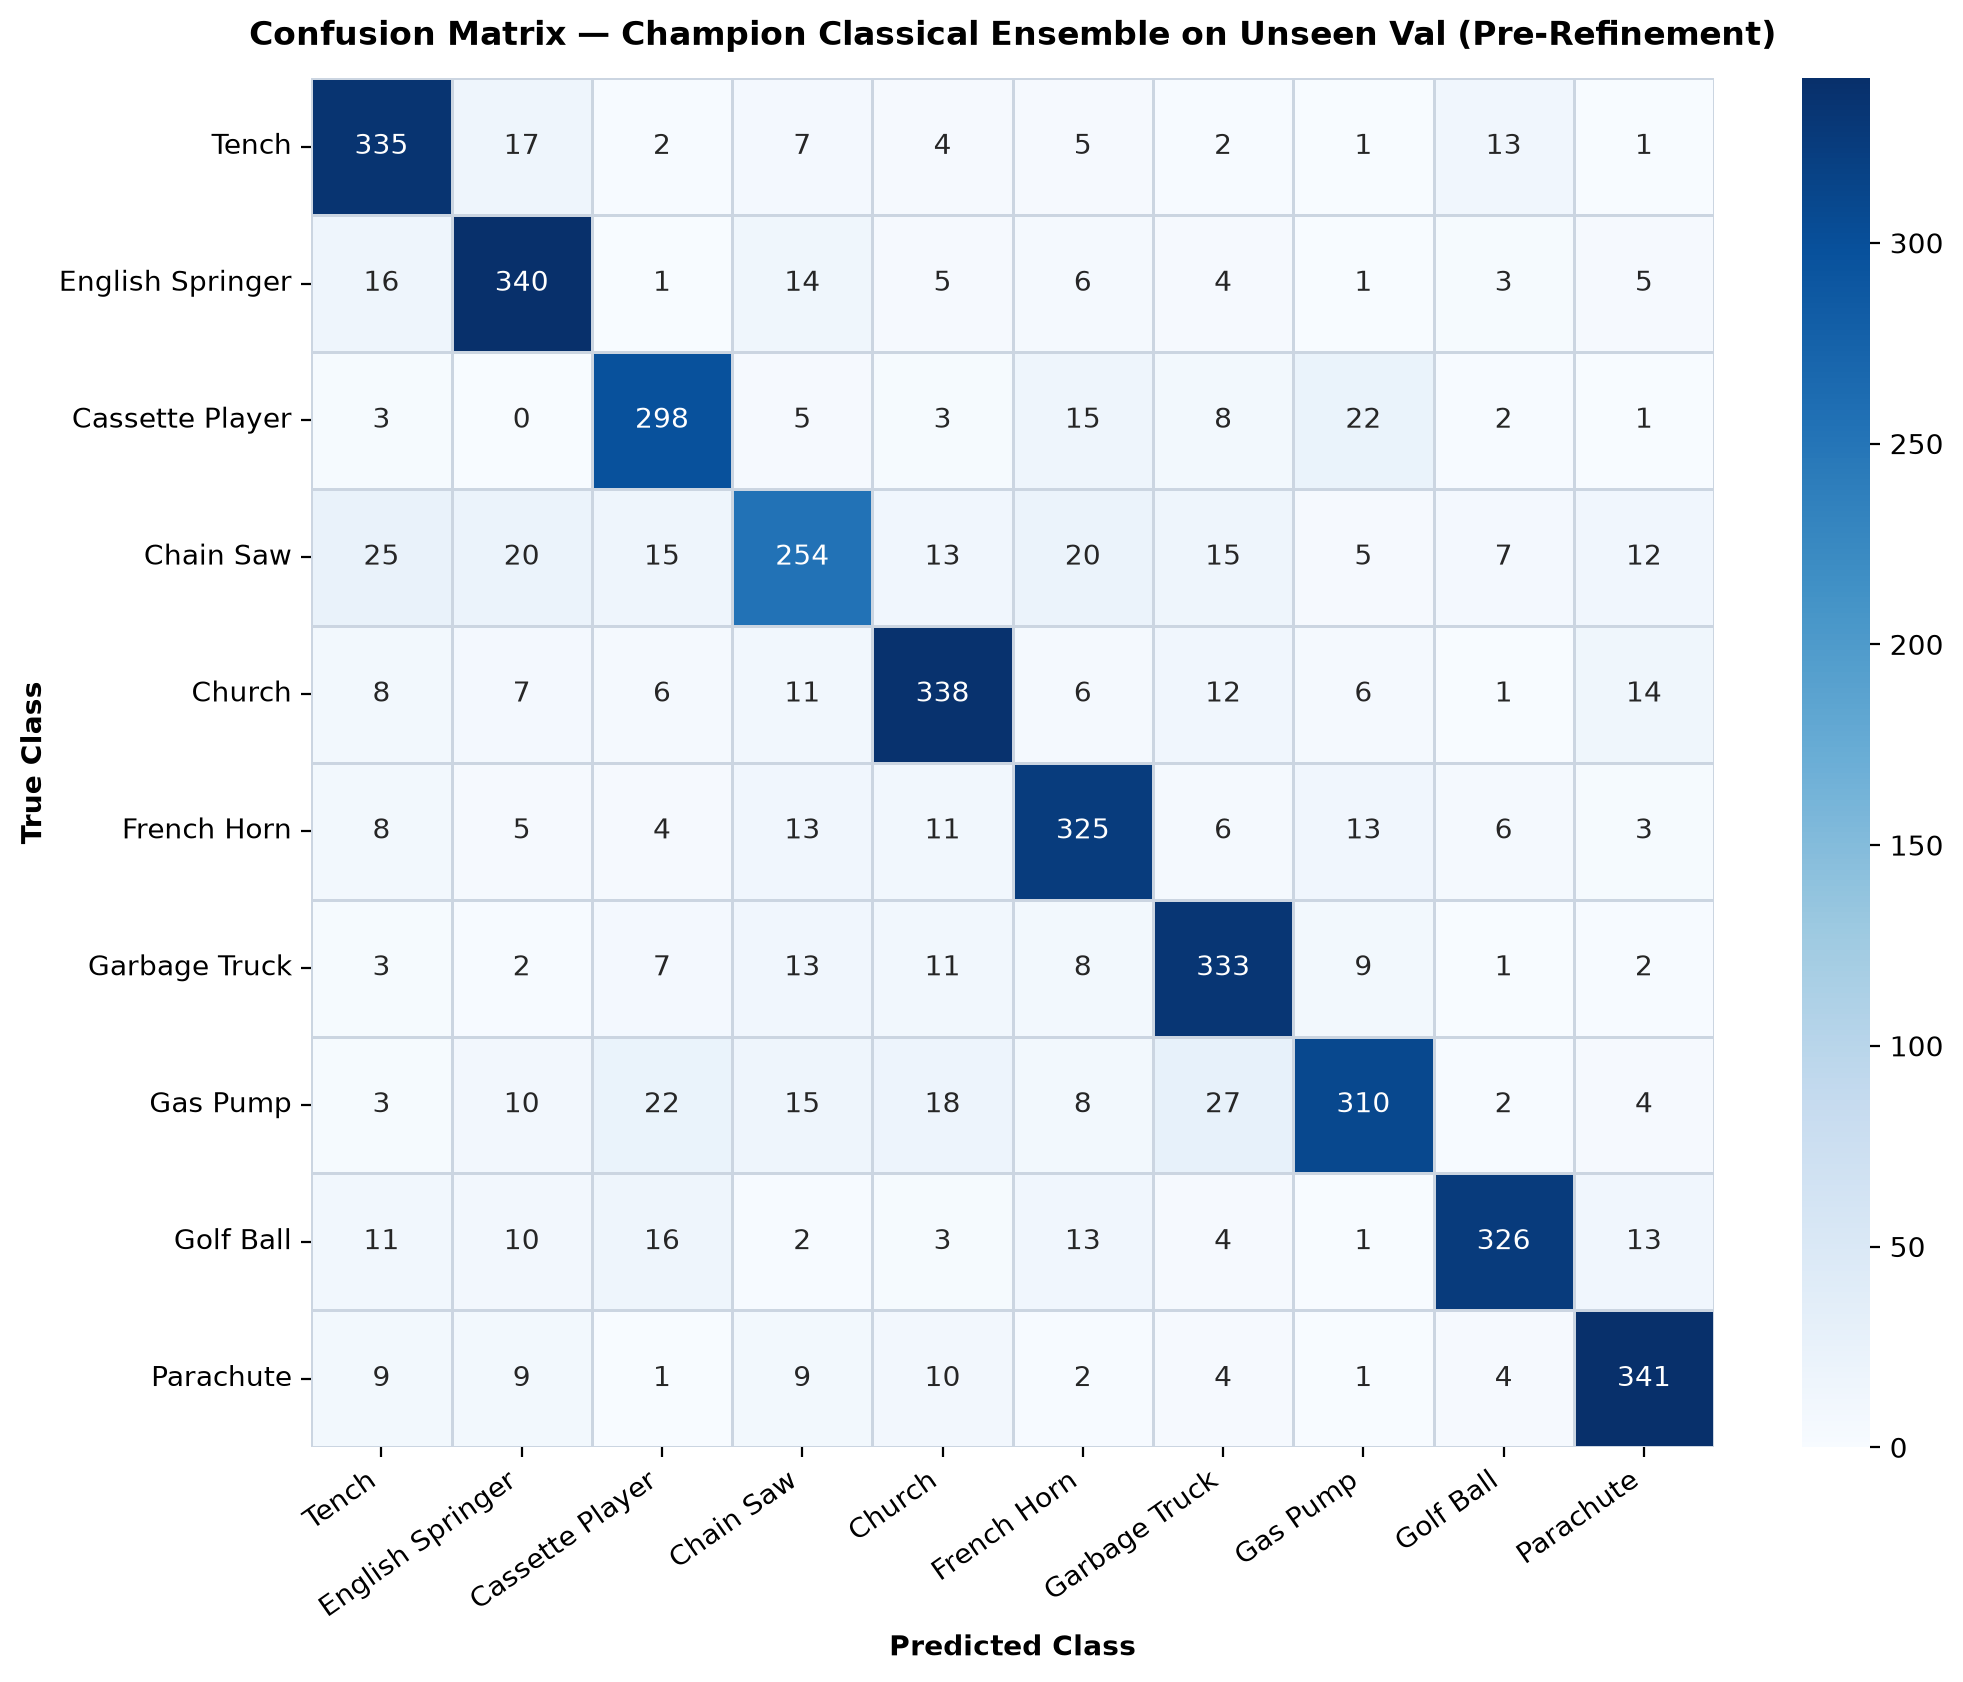 Confusion Matrix — Champion Classical Ensemble on Unseen Val (Pre-Refinement)
True Class
Tench 335 17 2 7 4 5 2 1 13 1
English Springer 16 340 1 14 5 6 4 1 3 5
Cassette Player 3 0 298 5 3 15 8 22 2 1
Chain Saw 25 20 15 254 13 20 15 5 7 12
Church 8 7 6 11 338 6 12 6 1 14
French Horn 8 5 4 13 11 325 6 13 6 3
Garbage Truck 3 2 7 13 11 8 333 9 1 2
Gas Pump 3 10 22 15 18 8 27 310 2 4
Golf Ball 11 10 16 2 3 13 4 1 326 13
Parachute 9 9 1 9 10 2 4 1 4 341
Tench
English Springer
Cassette Player
Chain Saw
Church
French Horn
Garbage Truck
Gas Pump
Golf Ball
Parachute
Predicted Class
300
250
200
150
100
50
0